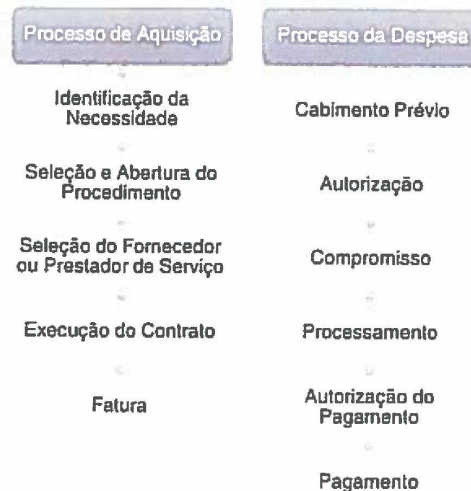 Processo de Aquisição
Identificação da
Necessidade
Seleção e Abertura do
Procedimento
Seleção do Fornecedor
ou Prestador de Serviço
Execução do Contrato
Fatura
Processo da Despesa
Cabimento Prévio
Autorização
Compromisso
Processamento
Autorização do
Pagamento
Pagamento